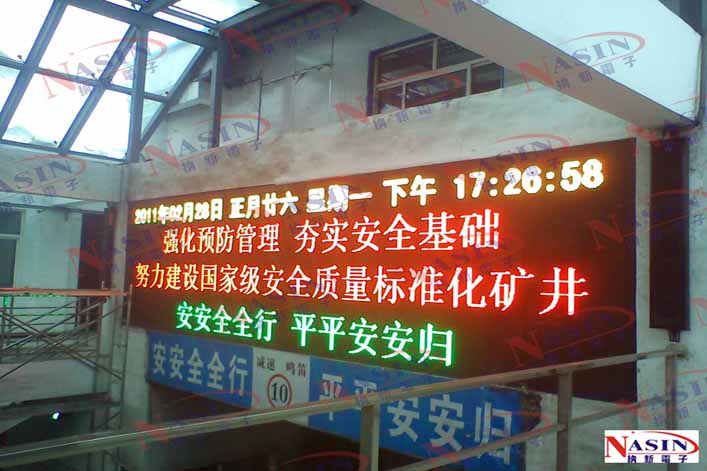 2011年02月28日 正月廿六 星期一 下午 17:26:58
强化预防管理 夯实安全基础
努力建设国家级安全质量标准化矿井
安安全全行 平平安安归
安安全全行 减速 鸣笛 10 平平安安归
NASIN
纳新電子